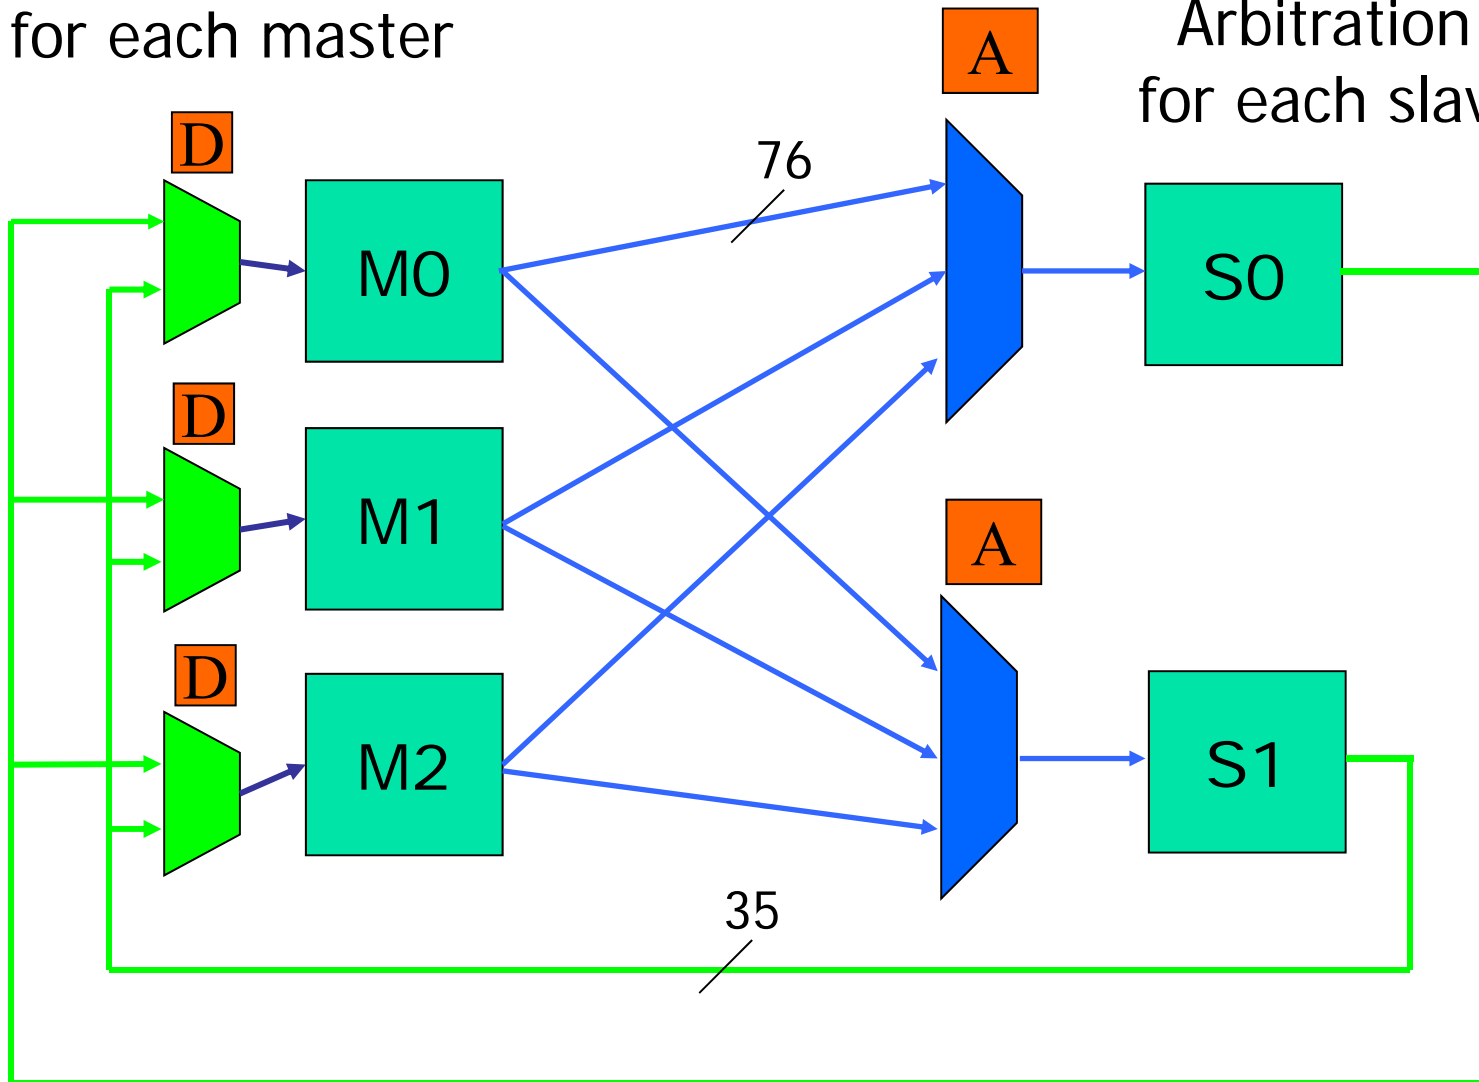 for each master
Arbitration
for each slav
A
D
76
M0
S0
D
M1
A
D
M2
S1
35